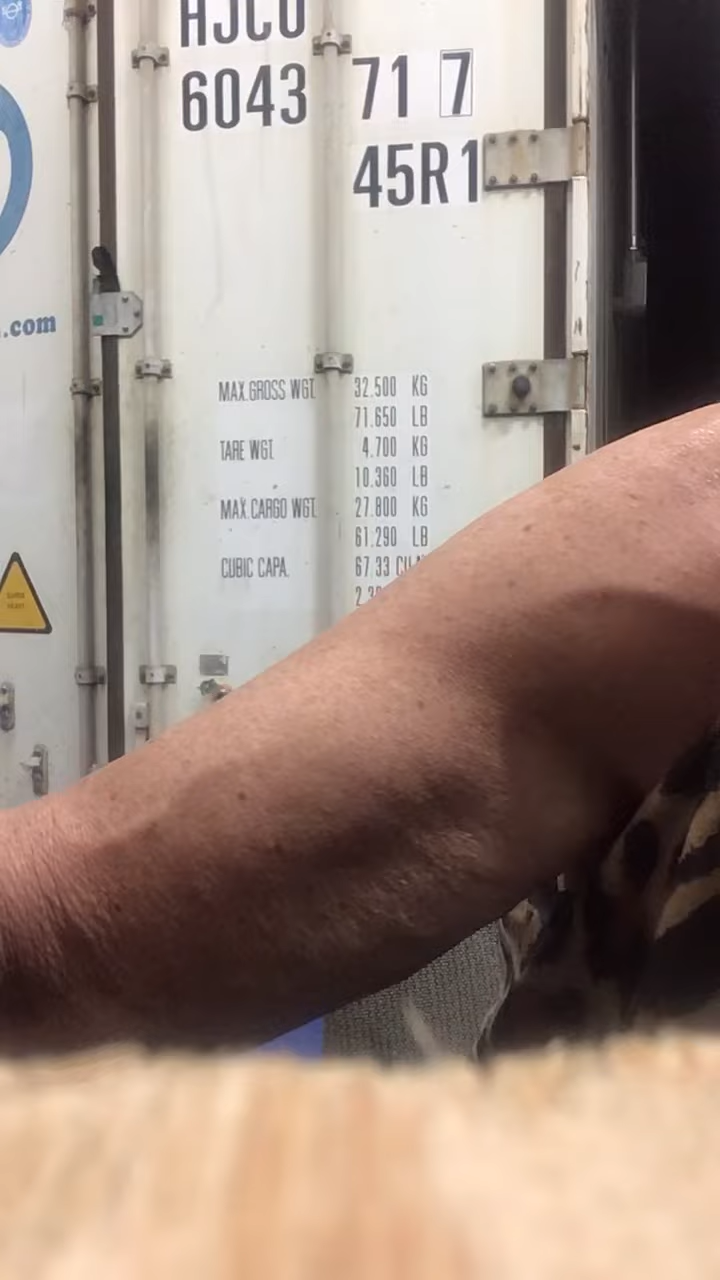 HJCU
6043 71 7
45R1
.com
MAX.GROSS WGT. 32.500 KG
71.650 LB
TARE WGT. 4.700 KG
10.360 LB
MAX.CARGO WGT. 27.800 KG
61.290 LB
CUBIC CAPA. 67.33 CU.